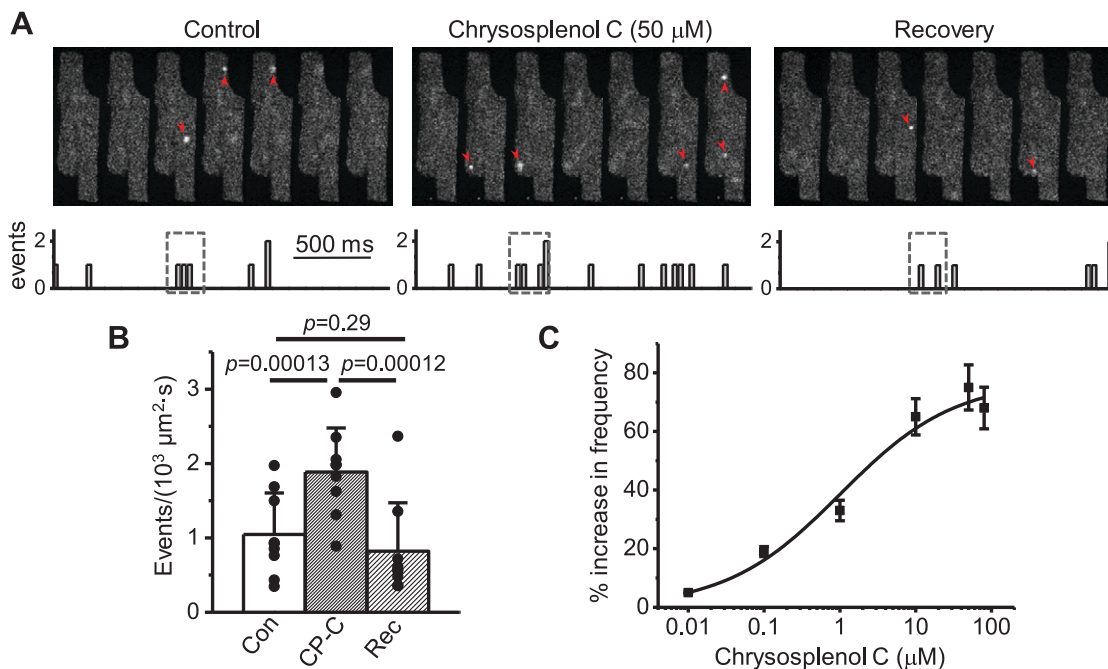 A
Control
Chrysosplenol C (50 μM)
Recovery
events
2
0
500 ms
2
0
2
0
B
p=0.29
p=0.00013
p=0.00012
Events/(10³ μm²·s)
3
2
1
0
Con
CP-C
Rec
C
% increase in frequency
80
60
40
20
0
0.01
0.1
1
10
100
Chrysosplenol C (μM)